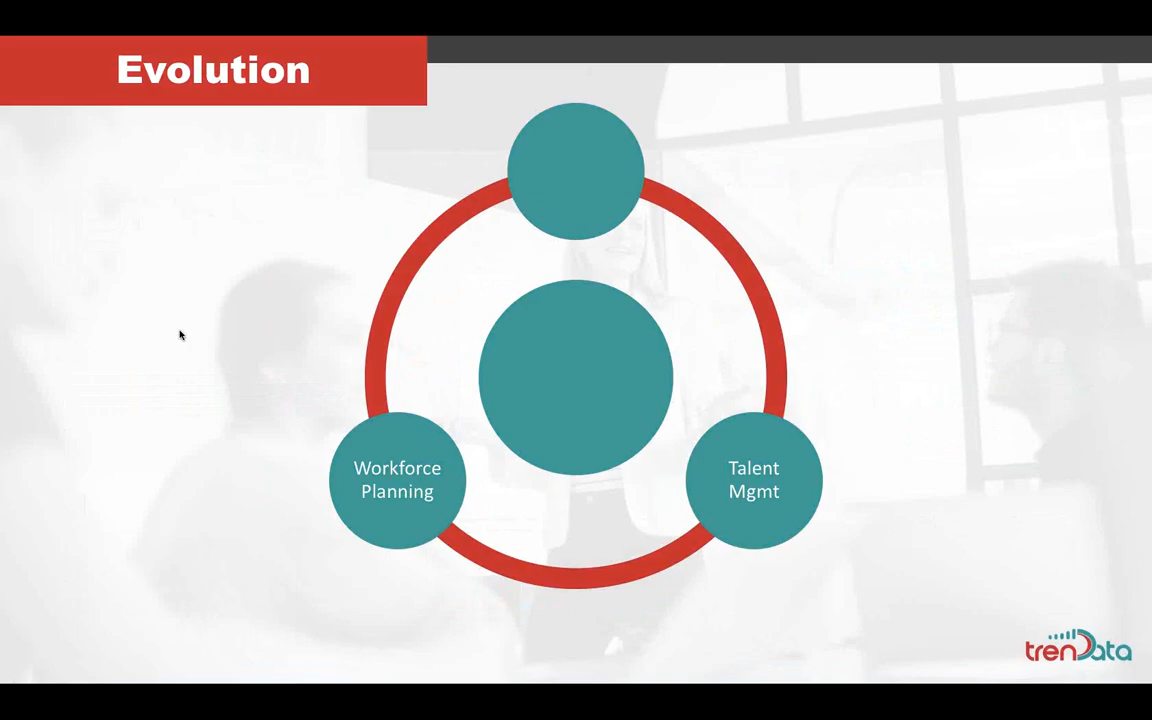 Evolution
Workforce
Planning
Talent
Mgmt
trenData